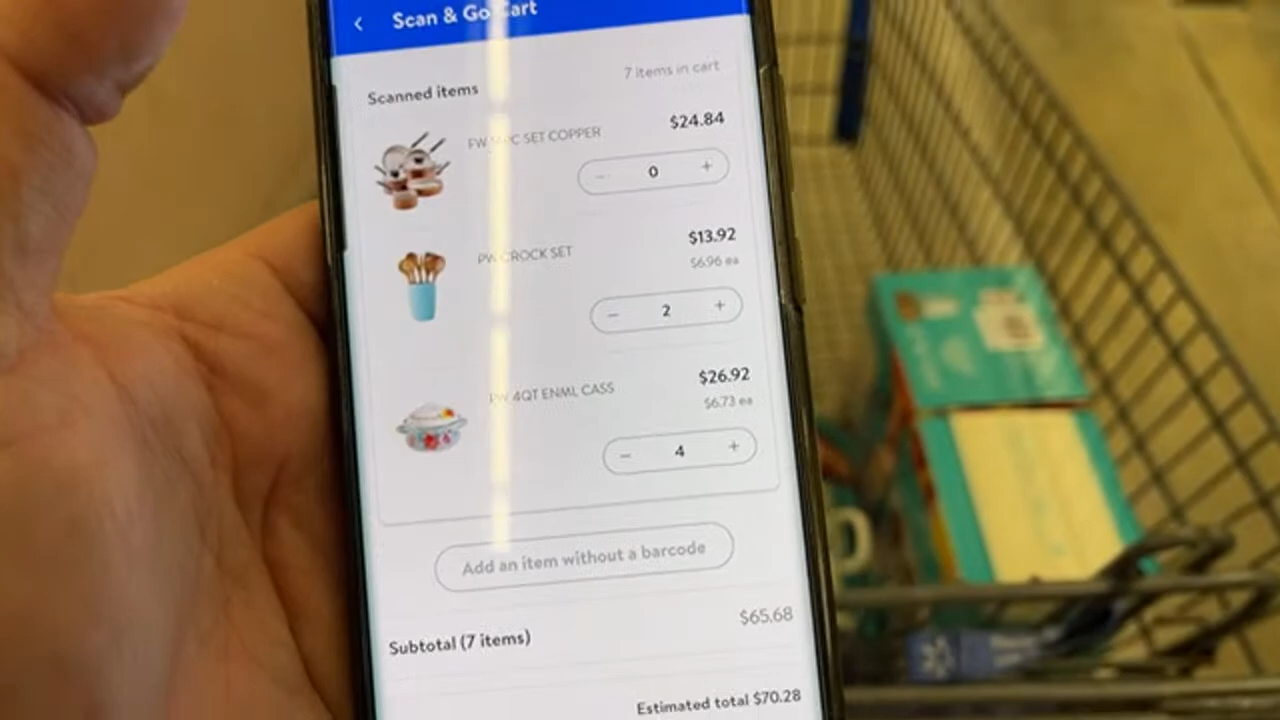 Scan & Go Cart
7 items in cart
Scanned items
$24.84
SET COPPER
0
$13.92
PW CROCK SET
$6.96 ea
2
$26.92
PW 4QT ENML CASS
$6.73 ea
4
Add an item without a barcode
$65.68
Subtotal (7 items)
Estimated total $70.28